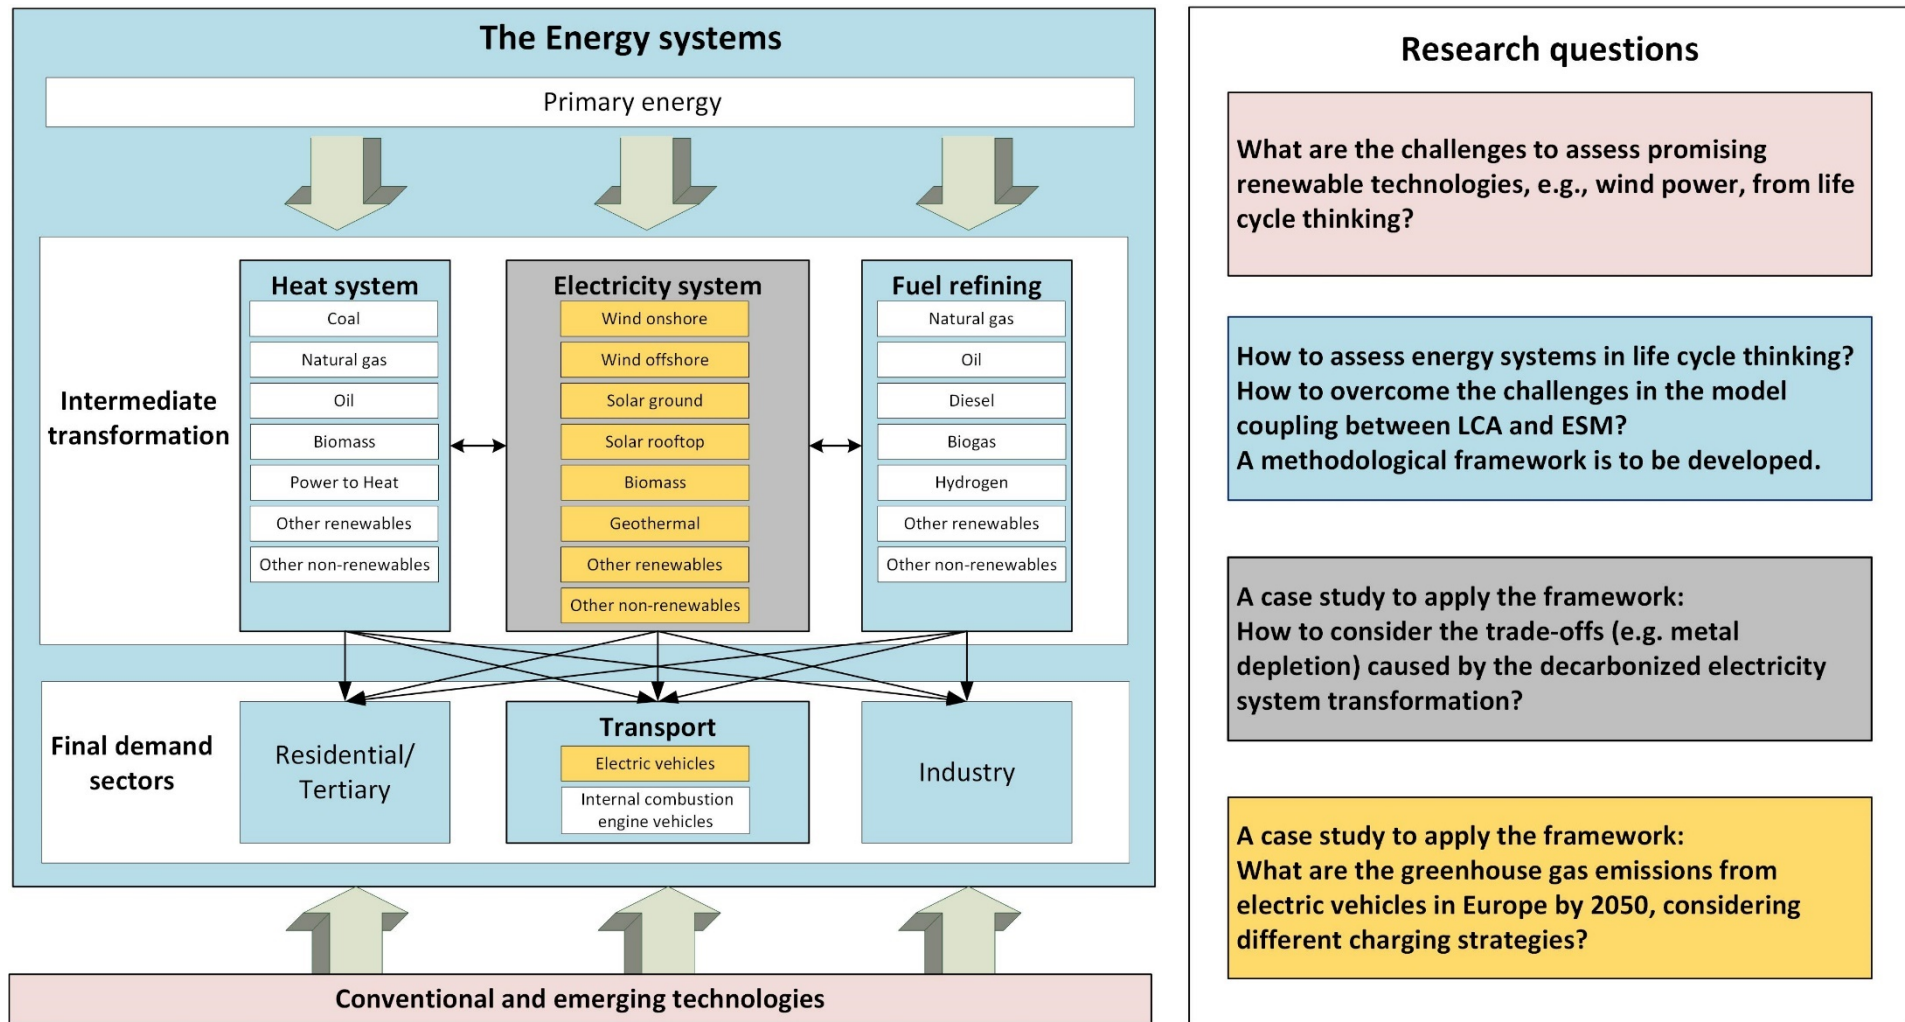 The Energy systems
Primary energy
Intermediate
transformation
Heat system
Coal
Natural gas
Oil
Biomass
Power to Heat
Other renewables
Other non-renewables
Electricity system
Wind onshore
Wind offshore
Solar ground
Solar rooftop
Biomass
Geothermal
Other renewables
Other non-renewables
Fuel refining
Natural gas
Oil
Diesel
Biogas
Hydrogen
Other renewables
Other non-renewables
Final demand
sectors
Residential/
Tertiary
Transport
Electric vehicles
Internal combustion
engine vehicles
Industry
Conventional and emerging technologies
Research questions
What are the challenges to assess promising
renewable technologies, e.g., wind power, from life
cycle thinking?
How to assess energy systems in life cycle thinking?
How to overcome the challenges in the model
coupling between LCA and ESM?
A methodological framework is to be developed.
A case study to apply the framework:
How to consider the trade-offs (e.g. metal
depletion) caused by the decarbonized electricity
system transformation?
A case study to apply the framework:
What are the greenhouse gas emissions from
electric vehicles in Europe by 2050, considering
different charging strategies?